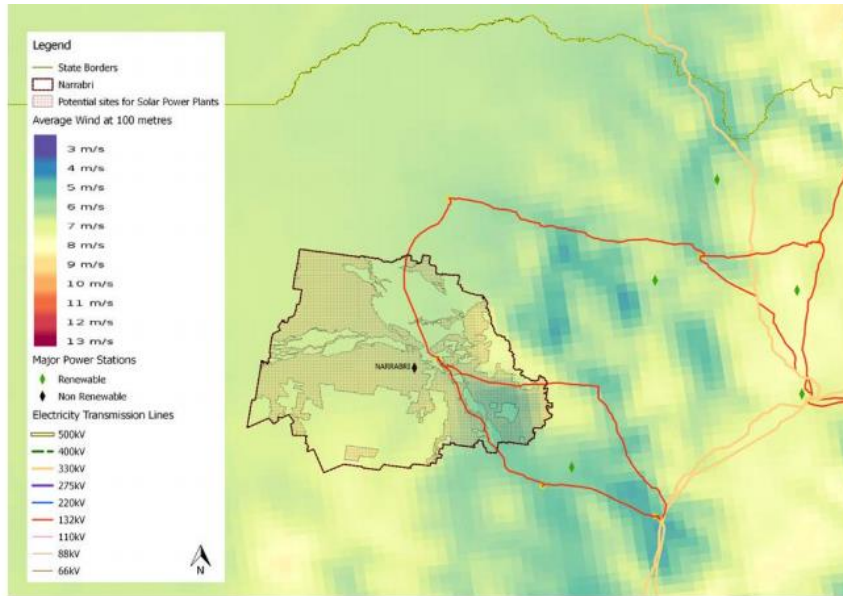 Legend
State Borders
Narrabri
Potential sites for Solar Power Plants
Average Wind at 100 metres
3 m/s
4 m/s
5 m/s
6 m/s
7 m/s
8 m/s
9 m/s
10 m/s
11 m/s
12 m/s
13 m/s
Major Power Stations
Renewable
Non Renewable
Electricity Transmission Lines
500kV
400kV
330kV
275kV
220kV
132kV
110kV
88kV
66kV
N
NARRABRI